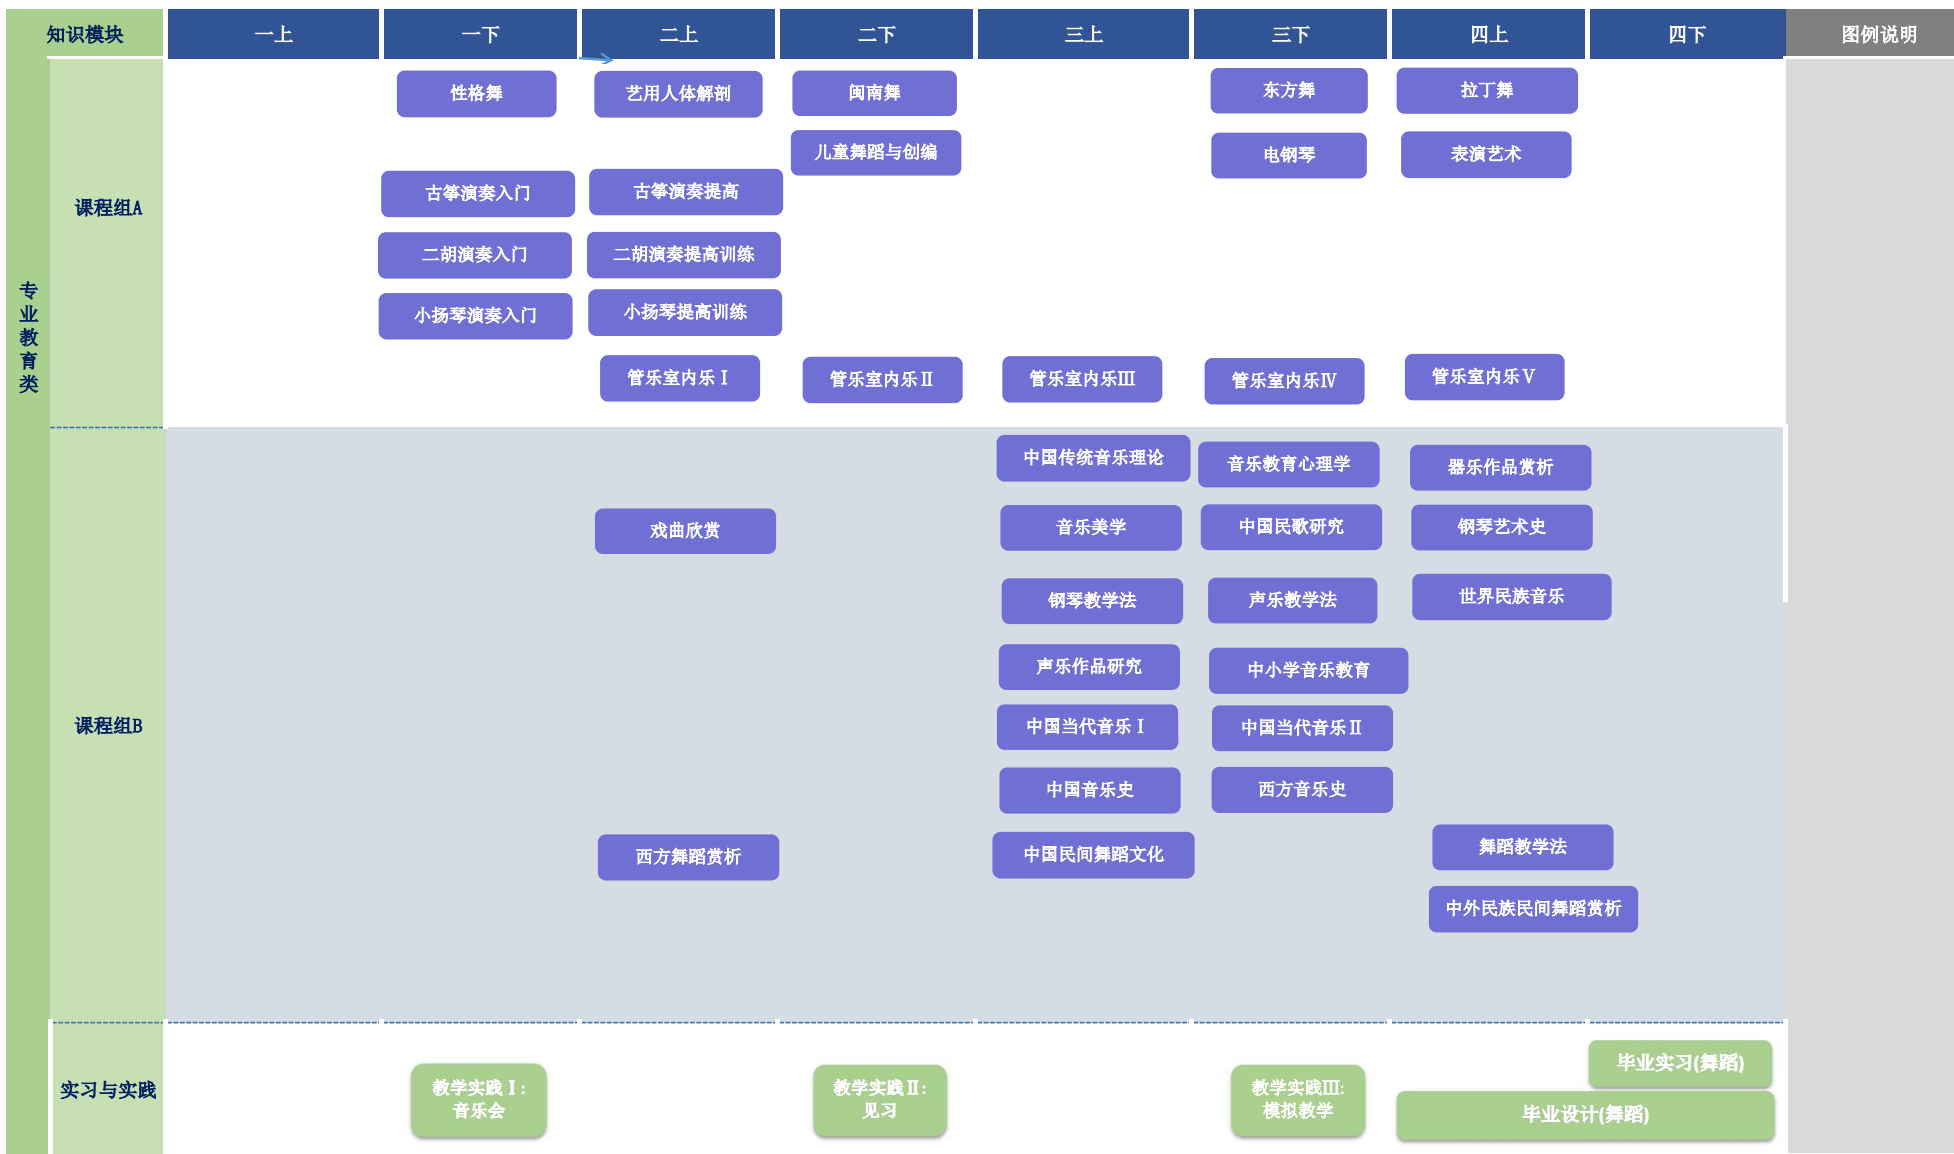 知识模块
一上
一下
二上
二下
三上
三下
四上
四下
图例说明
专业教育类
课程组A
性格舞
艺用人体解剖
闽南舞
东方舞
拉丁舞
儿童舞蹈与创编
电钢琴
表演艺术
古筝演奏入门
古筝演奏提高
二胡演奏入门
二胡演奏提高训练
小扬琴演奏入门
小扬琴提高训练
管乐室内乐Ⅰ
管乐室内乐Ⅱ
管乐室内乐Ⅲ
管乐室内乐Ⅳ
管乐室内乐Ⅴ
课程组B
中国传统音乐理论
音乐教育心理学
器乐作品赏析
戏曲欣赏
音乐美学
中国民歌研究
钢琴艺术史
钢琴教学法
声乐教学法
世界民族音乐
声乐作品研究
中小学音乐教育
中国当代音乐Ⅰ
中国当代音乐Ⅱ
中国音乐史
西方音乐史
西方舞蹈赏析
中国民间舞蹈文化
舞蹈教学法
中外民族民间舞蹈赏析
实习与实践
教学实践Ⅰ:
音乐会
教学实践Ⅱ:
见习
教学实践Ⅲ:
模拟教学
毕业实习(舞蹈)
毕业设计(舞蹈)